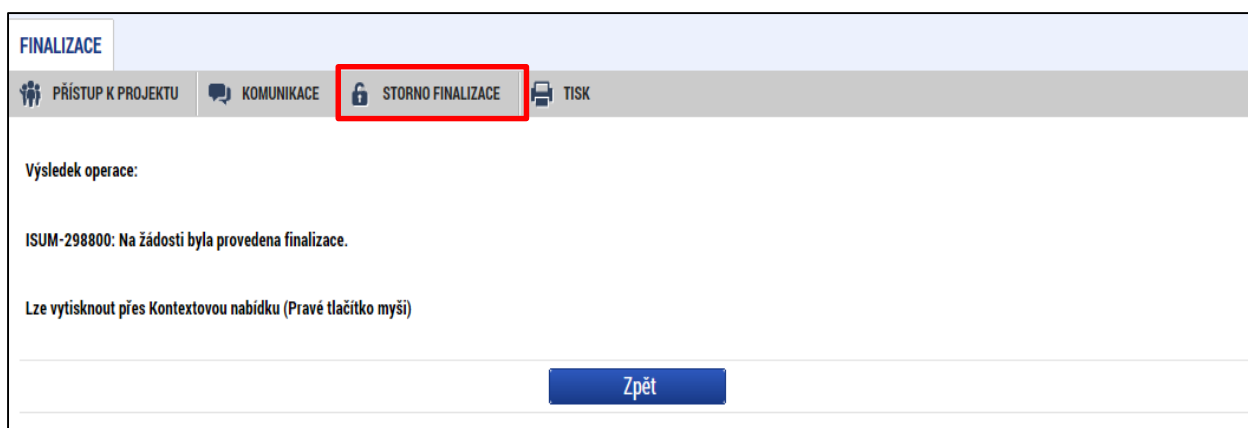 FINALIZACE
PŘÍSTUP K PROJEKTU KOMUNIKACE STORNO FINALIZACE TISK
Výsledek operace:
ISUM-298800: Na žádosti byla provedena finalizace.
Lze vytisknout přes Kontextovou nabídku (Pravé tlačítko myši)
Zpět